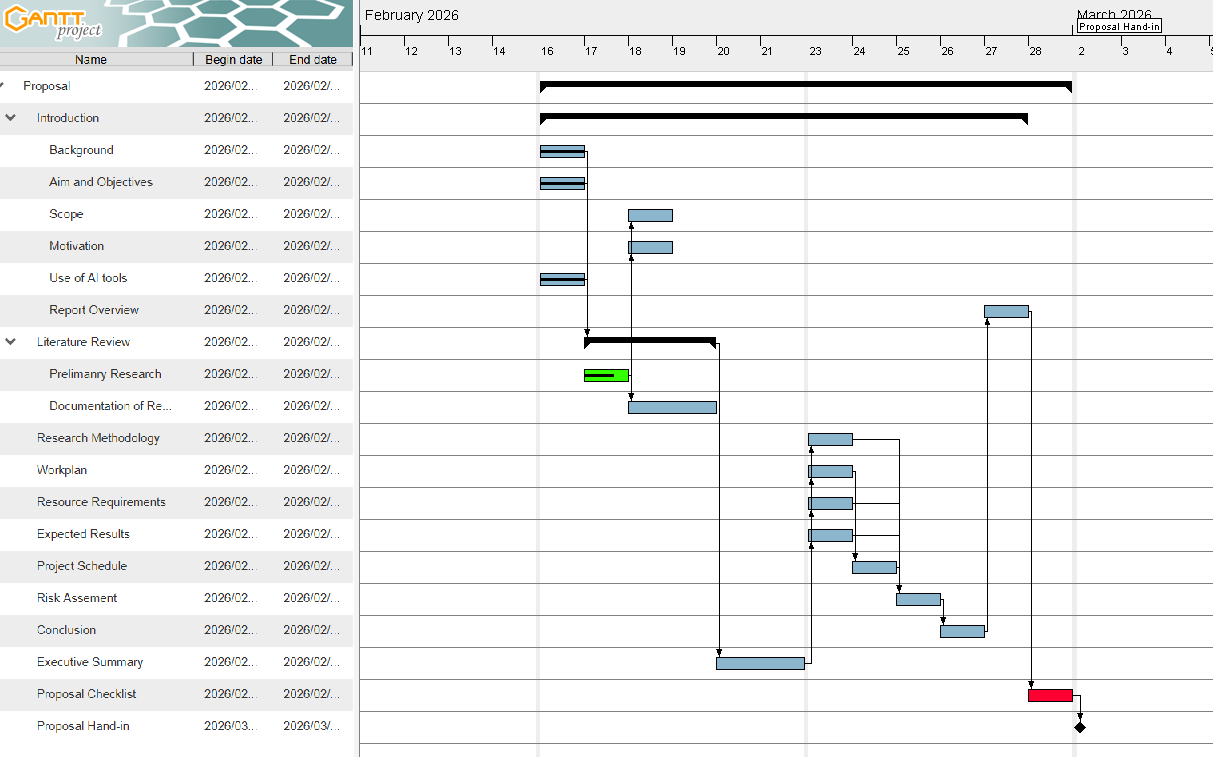 GANTT
project
February 2026
March 2026
Proposal Hand-in
11 12 13 14 16 17 18 19 20 21 23 24 25 26 27 28 2 3 4 5
Name Begin date End date
Proposal 2026/02... 2026/02/...
Introduction 2026/02... 2026/02/...
Background 2026/02... 2026/02/...
Aim and Objectives 2026/02... 2026/02/...
Scope 2026/02... 2026/02/...
Motivation 2026/02... 2026/02/...
Use of AI tools 2026/02... 2026/02/...
Report Overview 2026/02... 2026/02/...
Literature Review 2026/02... 2026/02/...
Prelimanry Research 2026/02... 2026/02/...
Documentation of Re... 2026/02... 2026/02/...
Research Methodology 2026/02... 2026/02/...
Workplan 2026/02... 2026/02/...
Resource Requirements 2026/02... 2026/02/...
Expected Results 2026/02... 2026/02/...
Project Schedule 2026/02... 2026/02/...
Risk Assement 2026/02... 2026/02/...
Conclusion 2026/02... 2026/02/...
Executive Summary 2026/02... 2026/02/...
Proposal Checklist 2026/02... 2026/02/...
Proposal Hand-in 2026/03... 2026/03/...